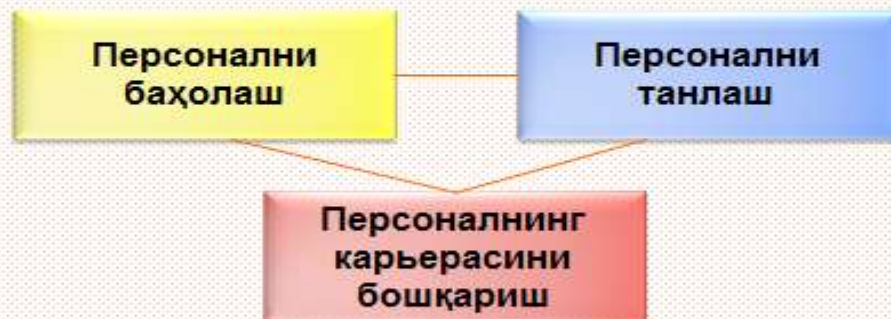 Персонални
баҳолаш
Персонални
танлаш
Персоналнинг
карьерасини
бошқариш